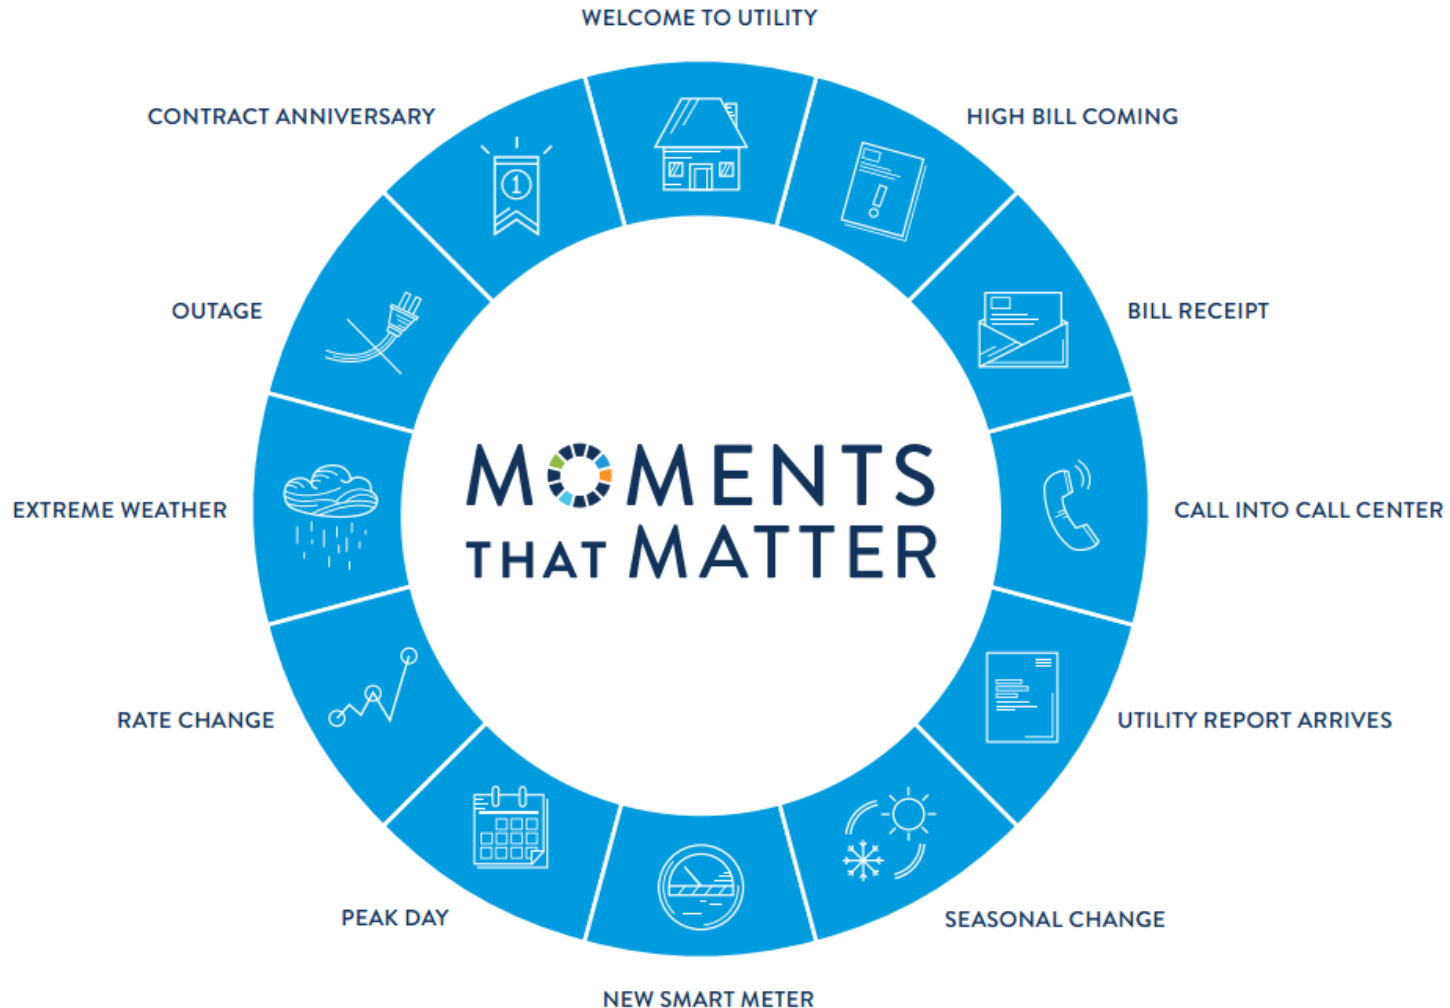 WELCOME TO UTILITY
HIGH BILL COMING
BILL RECEIPT
CALL INTO CALL CENTER
UTILITY REPORT ARRIVES
SEASONAL CHANGE
NEW SMART METER
PEAK DAY
RATE CHANGE
EXTREME WEATHER
OUTAGE
CONTRACT ANNIVERSARY
1
MOMENTS
THAT MATTER